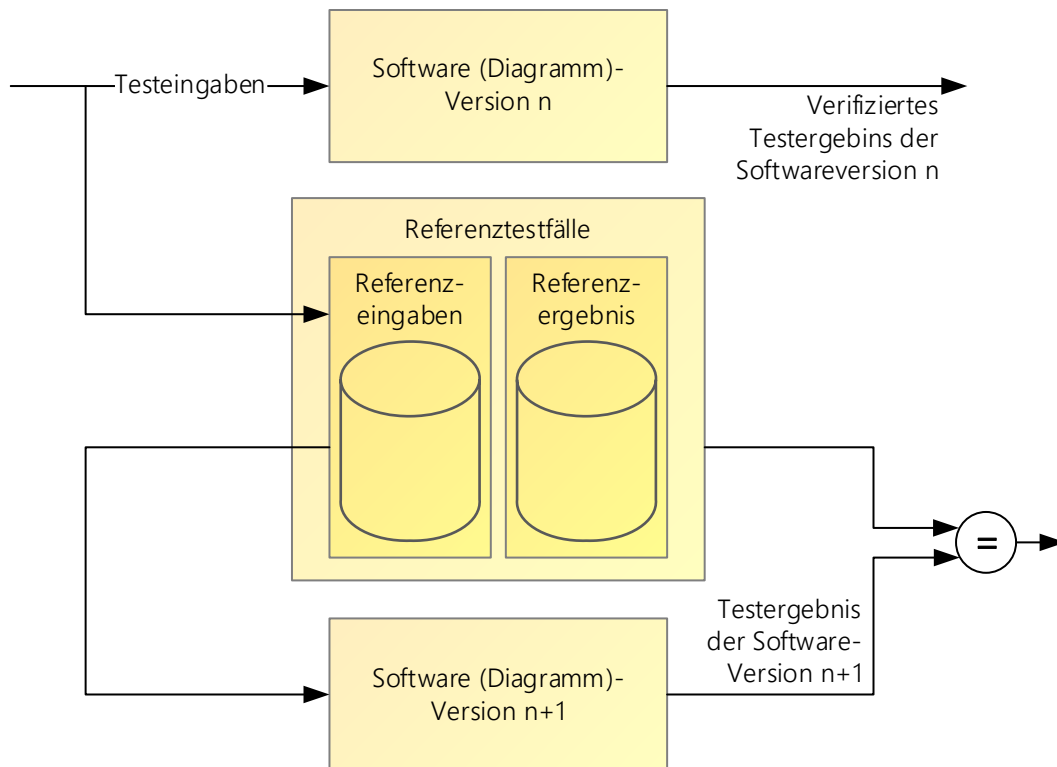 Testeingaben
Software (Diagramm)-
Version n
Verifiziertes
Testergebins der
Softwareversion n
Referenztestfälle
Referenz-
eingaben
Referenz-
ergebnis
=
Testergebnis
der Software-
Version n+1
Software (Diagramm)-
Version n+1